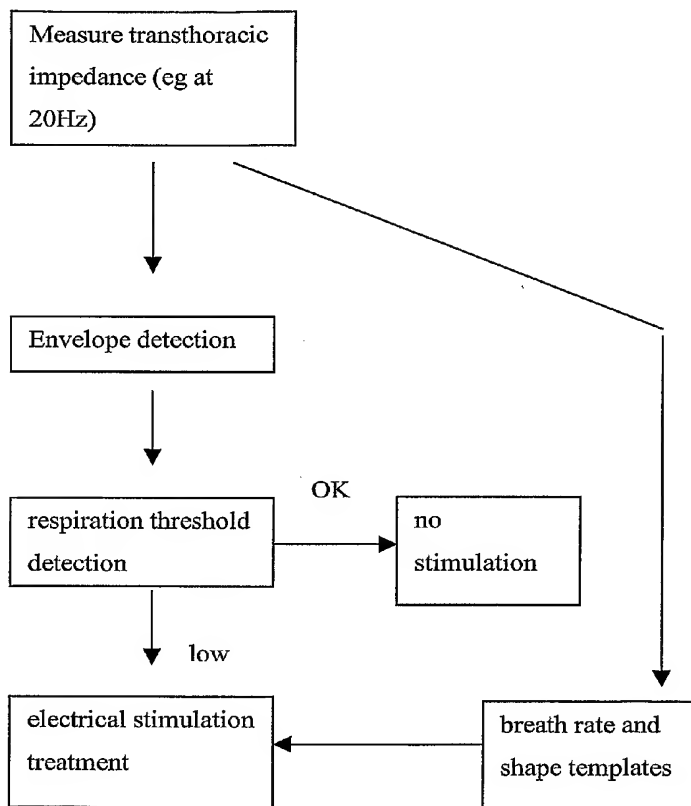 Measure transthoracic
impedance (eg at
20Hz)
Envelope detection
OK
respiration threshold
detection
no
stimulation
low
electrical stimulation
treatment
breath rate and
shape templates